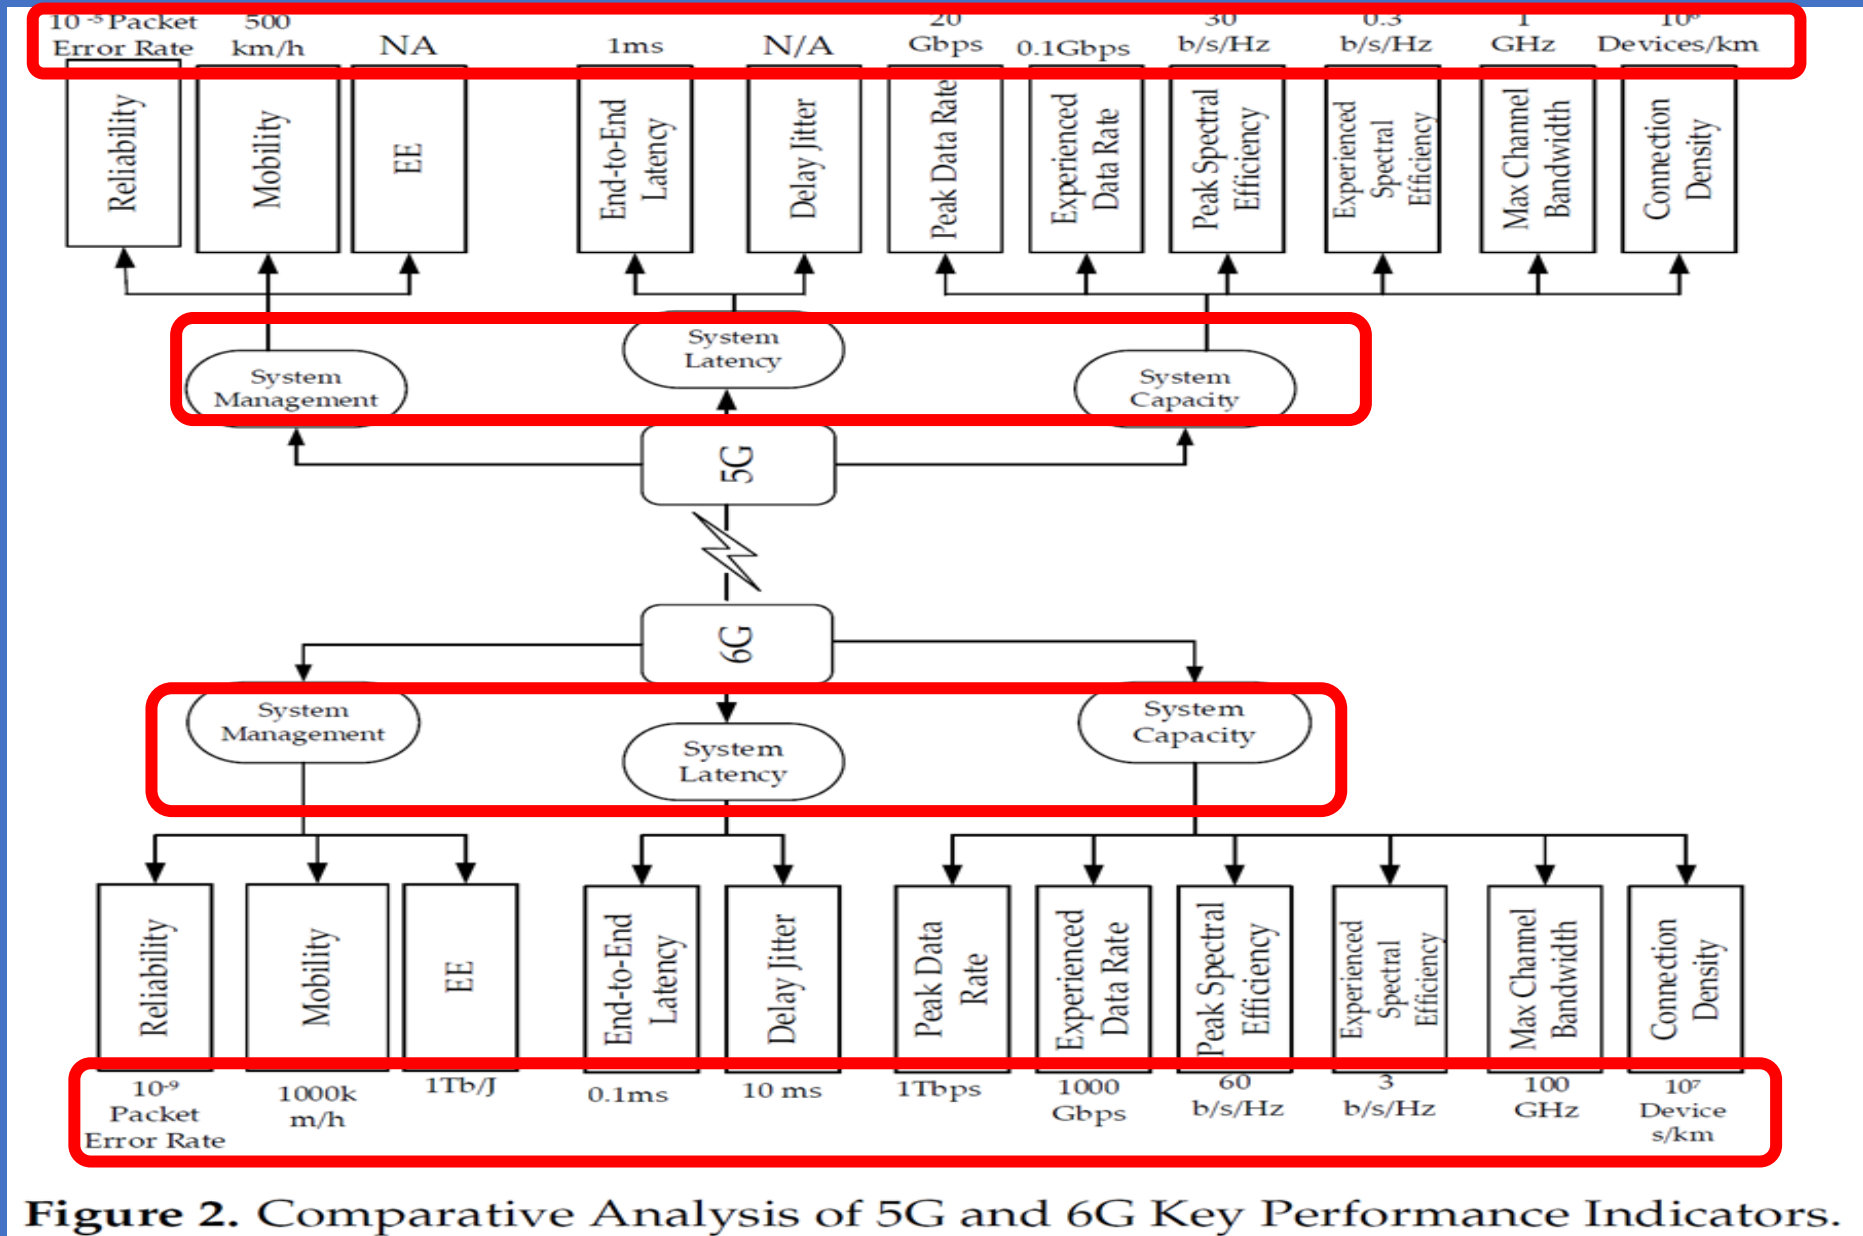 10 -5 Packet
Error Rate
500
km/h
NA
1ms
N/A
20
Gbps
0.1Gbps
30
b/s/Hz
0.3
b/s/Hz
1
GHz
10⁶
Devices/km
Reliability
Mobility
EE
End-to-End
Latency
Delay Jitter
Peak Data Rate
Experienced
Data Rate
Peak Spectral
Efficiency
Experienced
Spectral
Efficiency
Max Channel
Bandwidth
Connection
Density
System
Management
System
Latency
System
Capacity
5G
6G
System
Management
System
Latency
System
Capacity
Reliability
Mobility
EE
End-to-End
Latency
Delay Jitter
Peak Data
Rate
Experienced
Data Rate
Peak Spectral
Efficiency
Experienced
Spectral
Efficiency
Max Channel
Bandwidth
Connection
Density
10⁻⁹
Packet
Error Rate
1000k
m/h
1Tb/J
0.1ms
10 ms
1Tbps
1000
Gbps
60
b/s/Hz
3
b/s/Hz
100
GHz
10⁷
Device
s/km
Figure 2. Comparative Analysis of 5G and 6G Key Performance Indicators.